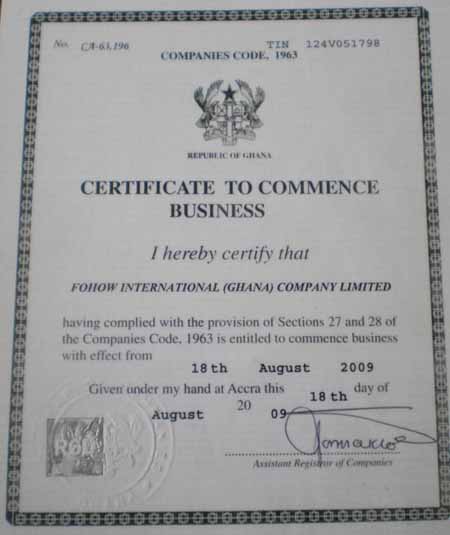 No. CA-63,196 TIN 124V051798
COMPANIES CODE, 1963
REPUBLIC OF GHANA
CERTIFICATE TO COMMENCE
BUSINESS
I hereby certify that
FOHOW INTERNATIONAL (GHANA) COMPANY LIMITED
having complied with the provision of Sections 27 and 28 of
the Companies Code, 1963 is entitled to commence business
with effect from
18th August 2009
Given under my hand at Accra this 18th day of
August 20 09
Assistant Registrar of Companies